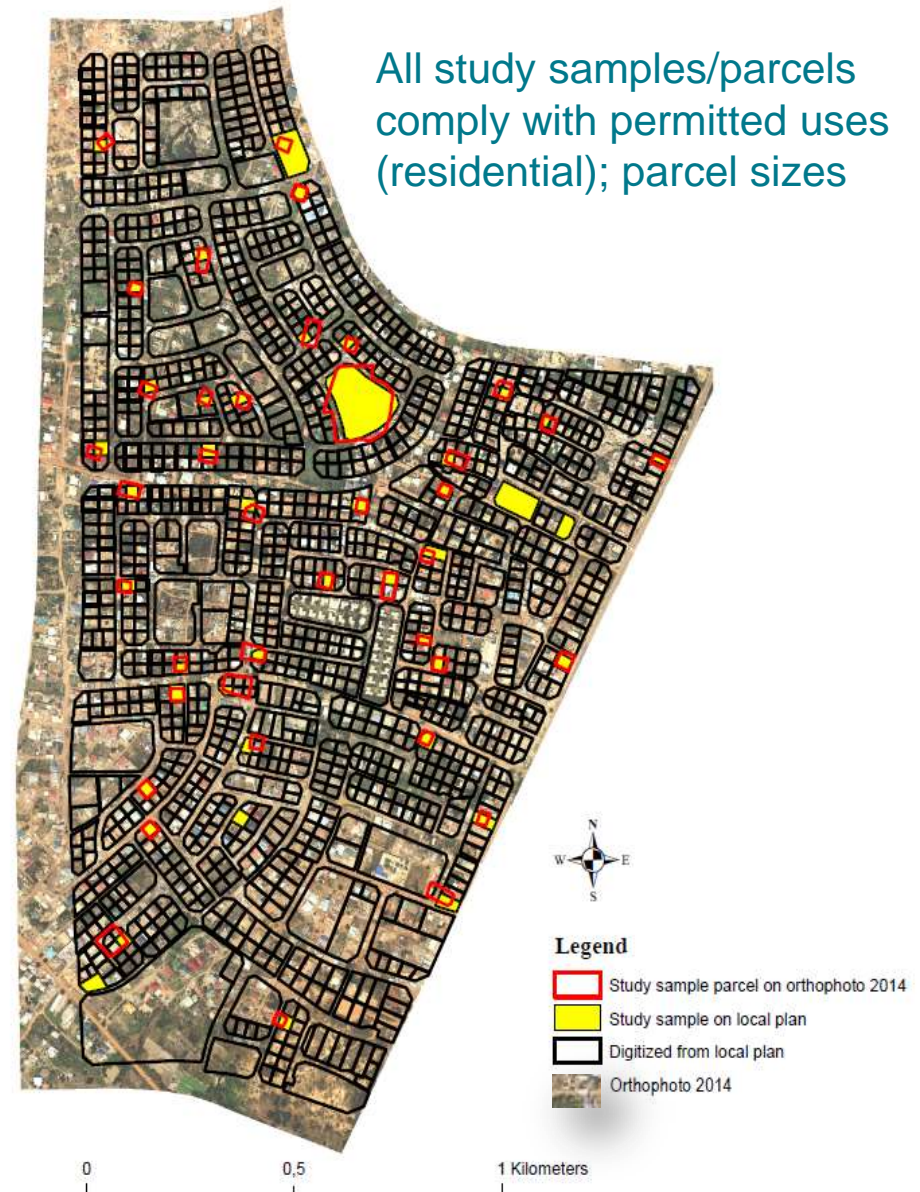 All study samples/parcels
comply with permitted uses
(residential); parcel sizes
N
W E
S
Legend
Study sample parcel on orthophoto 2014
Study sample on local plan
Digitized from local plan
Orthophoto 2014
0 0,5 1 Kilometers